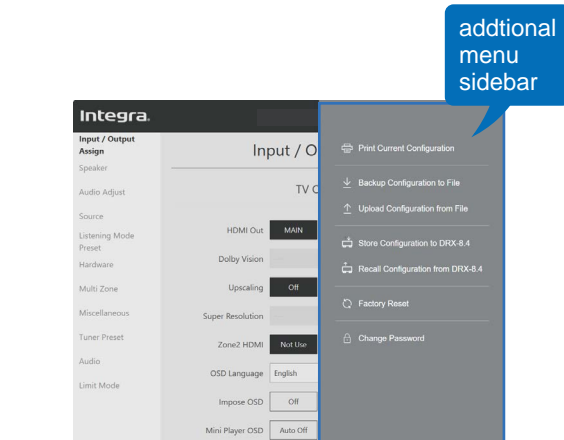 addtional
menu
sidebar
Integra.
Input / Output
Assign
Speaker
Audio Adjust
Source
Listening Mode
Preset
Hardware
Multi Zone
Miscellaneous
Tuner Preset
Audio
Limit Mode
Input / O
TV O
HDMI Out MAIN
Dolby Vision
Upscaling Off
Super Resolution
Zone2 HDMI Not Use
OSD Language English
Impose OSD Off
Mini Player OSD Auto Off
Print Current Configuration
Backup Configuration to File
Upload Configuration from File
Store Configuration to DRX-8.4
Recall Configuration from DRX-8.4
Factory Reset
Change Password